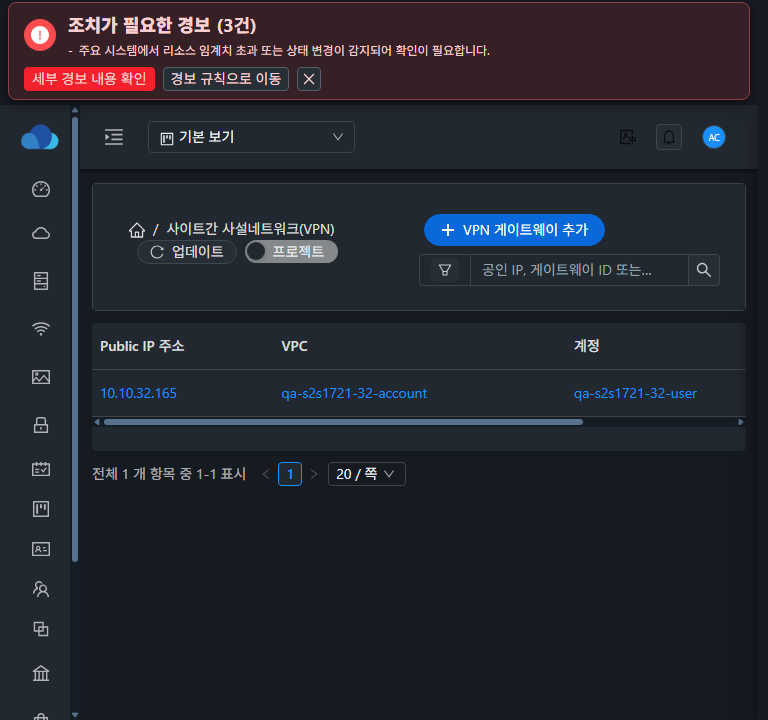 조치가 필요한 경보 (3건)
- 주요 시스템에서 리소스 임계치 초과 또는 상태 변경이 감지되어 확인이 필요합니다.
세부 경보 내용 확인
경보 규칙으로 이동
기본 보기
AC
/ 사이트간 사설네트워크(VPN)
업데이트
프로젝트
VPN 게이트웨이 추가
공인 IP, 게이트웨이 ID 또는...
Public IP 주소 VPC 계정
10.10.32.165 qa-s2s1721-32-account qa-s2s1721-32-user
전체 1 개 항목 중 1-1 표시 < 1 > 20 / 쪽